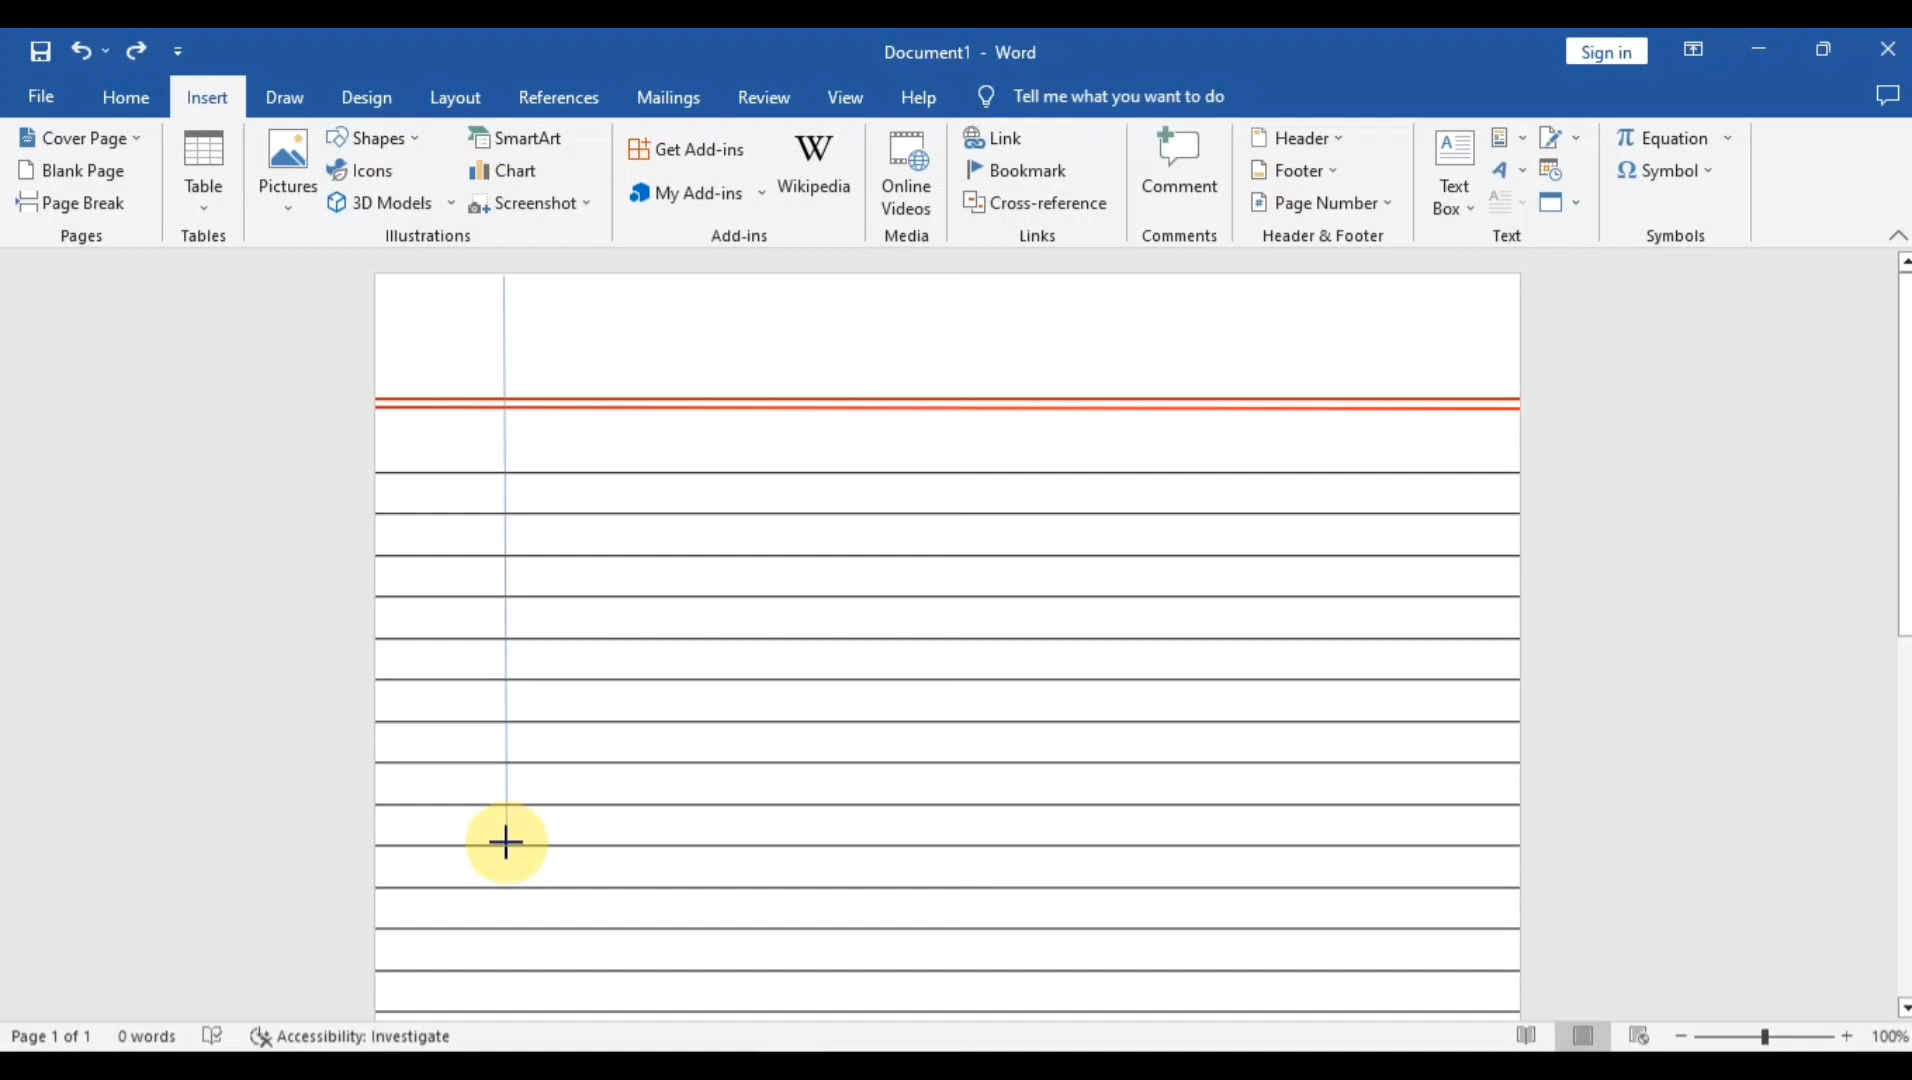 Document1 - Word
Sign in
File Home Insert Draw Design Layout References Mailings Review View Help Tell me what you want to do
Cover Page
Blank Page
Page Break
Pages
Table
Tables
Pictures
Shapes
Icons
3D Models
SmartArt
Chart
Screenshot
Illustrations
Get Add-ins
My Add-ins
W
Wikipedia
Add-ins
Online
Videos
Media
Link
Bookmark
Cross-reference
Links
Comment
Comments
Header
Footer
Page Number
Header & Footer
Text
Box
Text
π Equation
Ω Symbol
Symbols
Page 1 of 1 0 words Accessibility: Investigate 100%